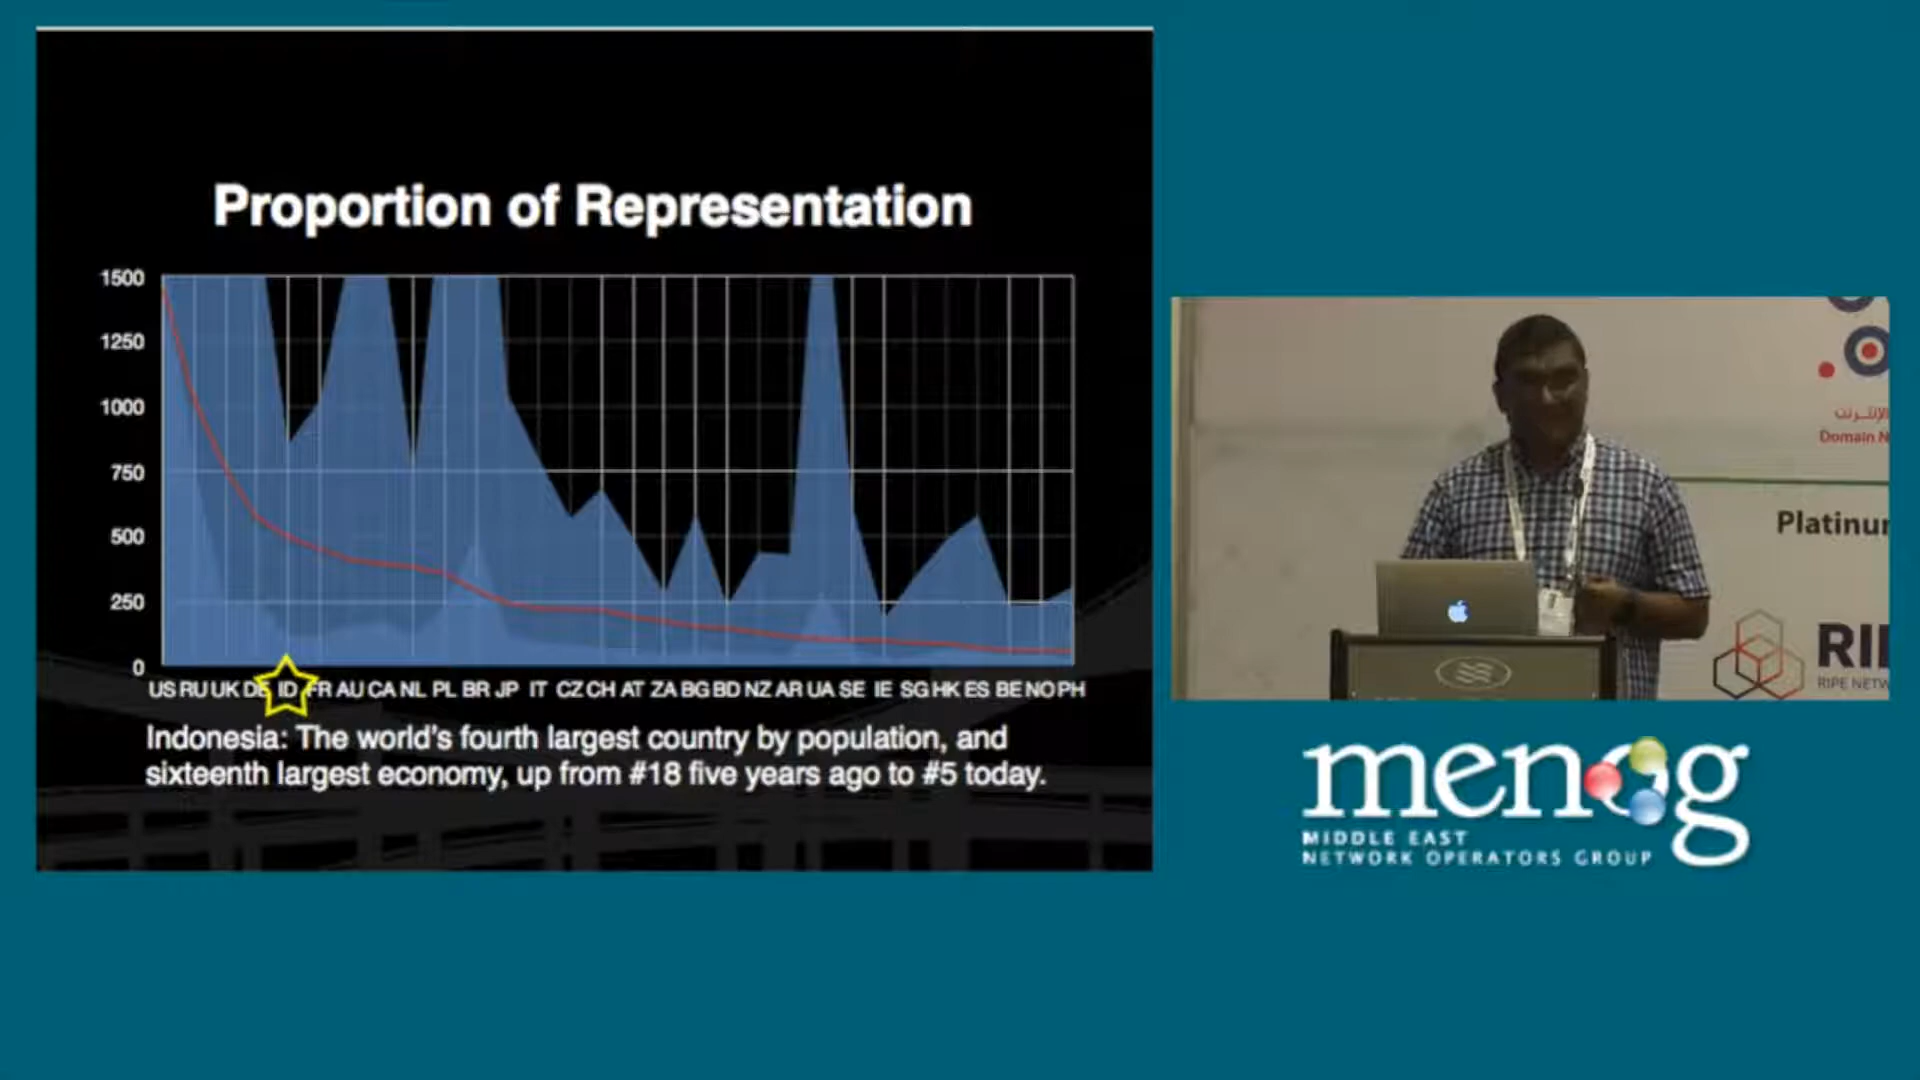 Proportion of Representation
1500
1250
1000
750
500
250
0
US RU UK DE ID FR AU CA NL PL BR JP IT CZ CH AT ZA BG BD NZ AR UA SE IE SG HK ES BE NO PH
Indonesia: The world's fourth largest country by population, and
sixteenth largest economy, up from #18 five years ago to #5 today.
Domain N
Platinu
RI
RIPE NETW
menog
MIDDLE EAST
NETWORK OPERATORS GROUP